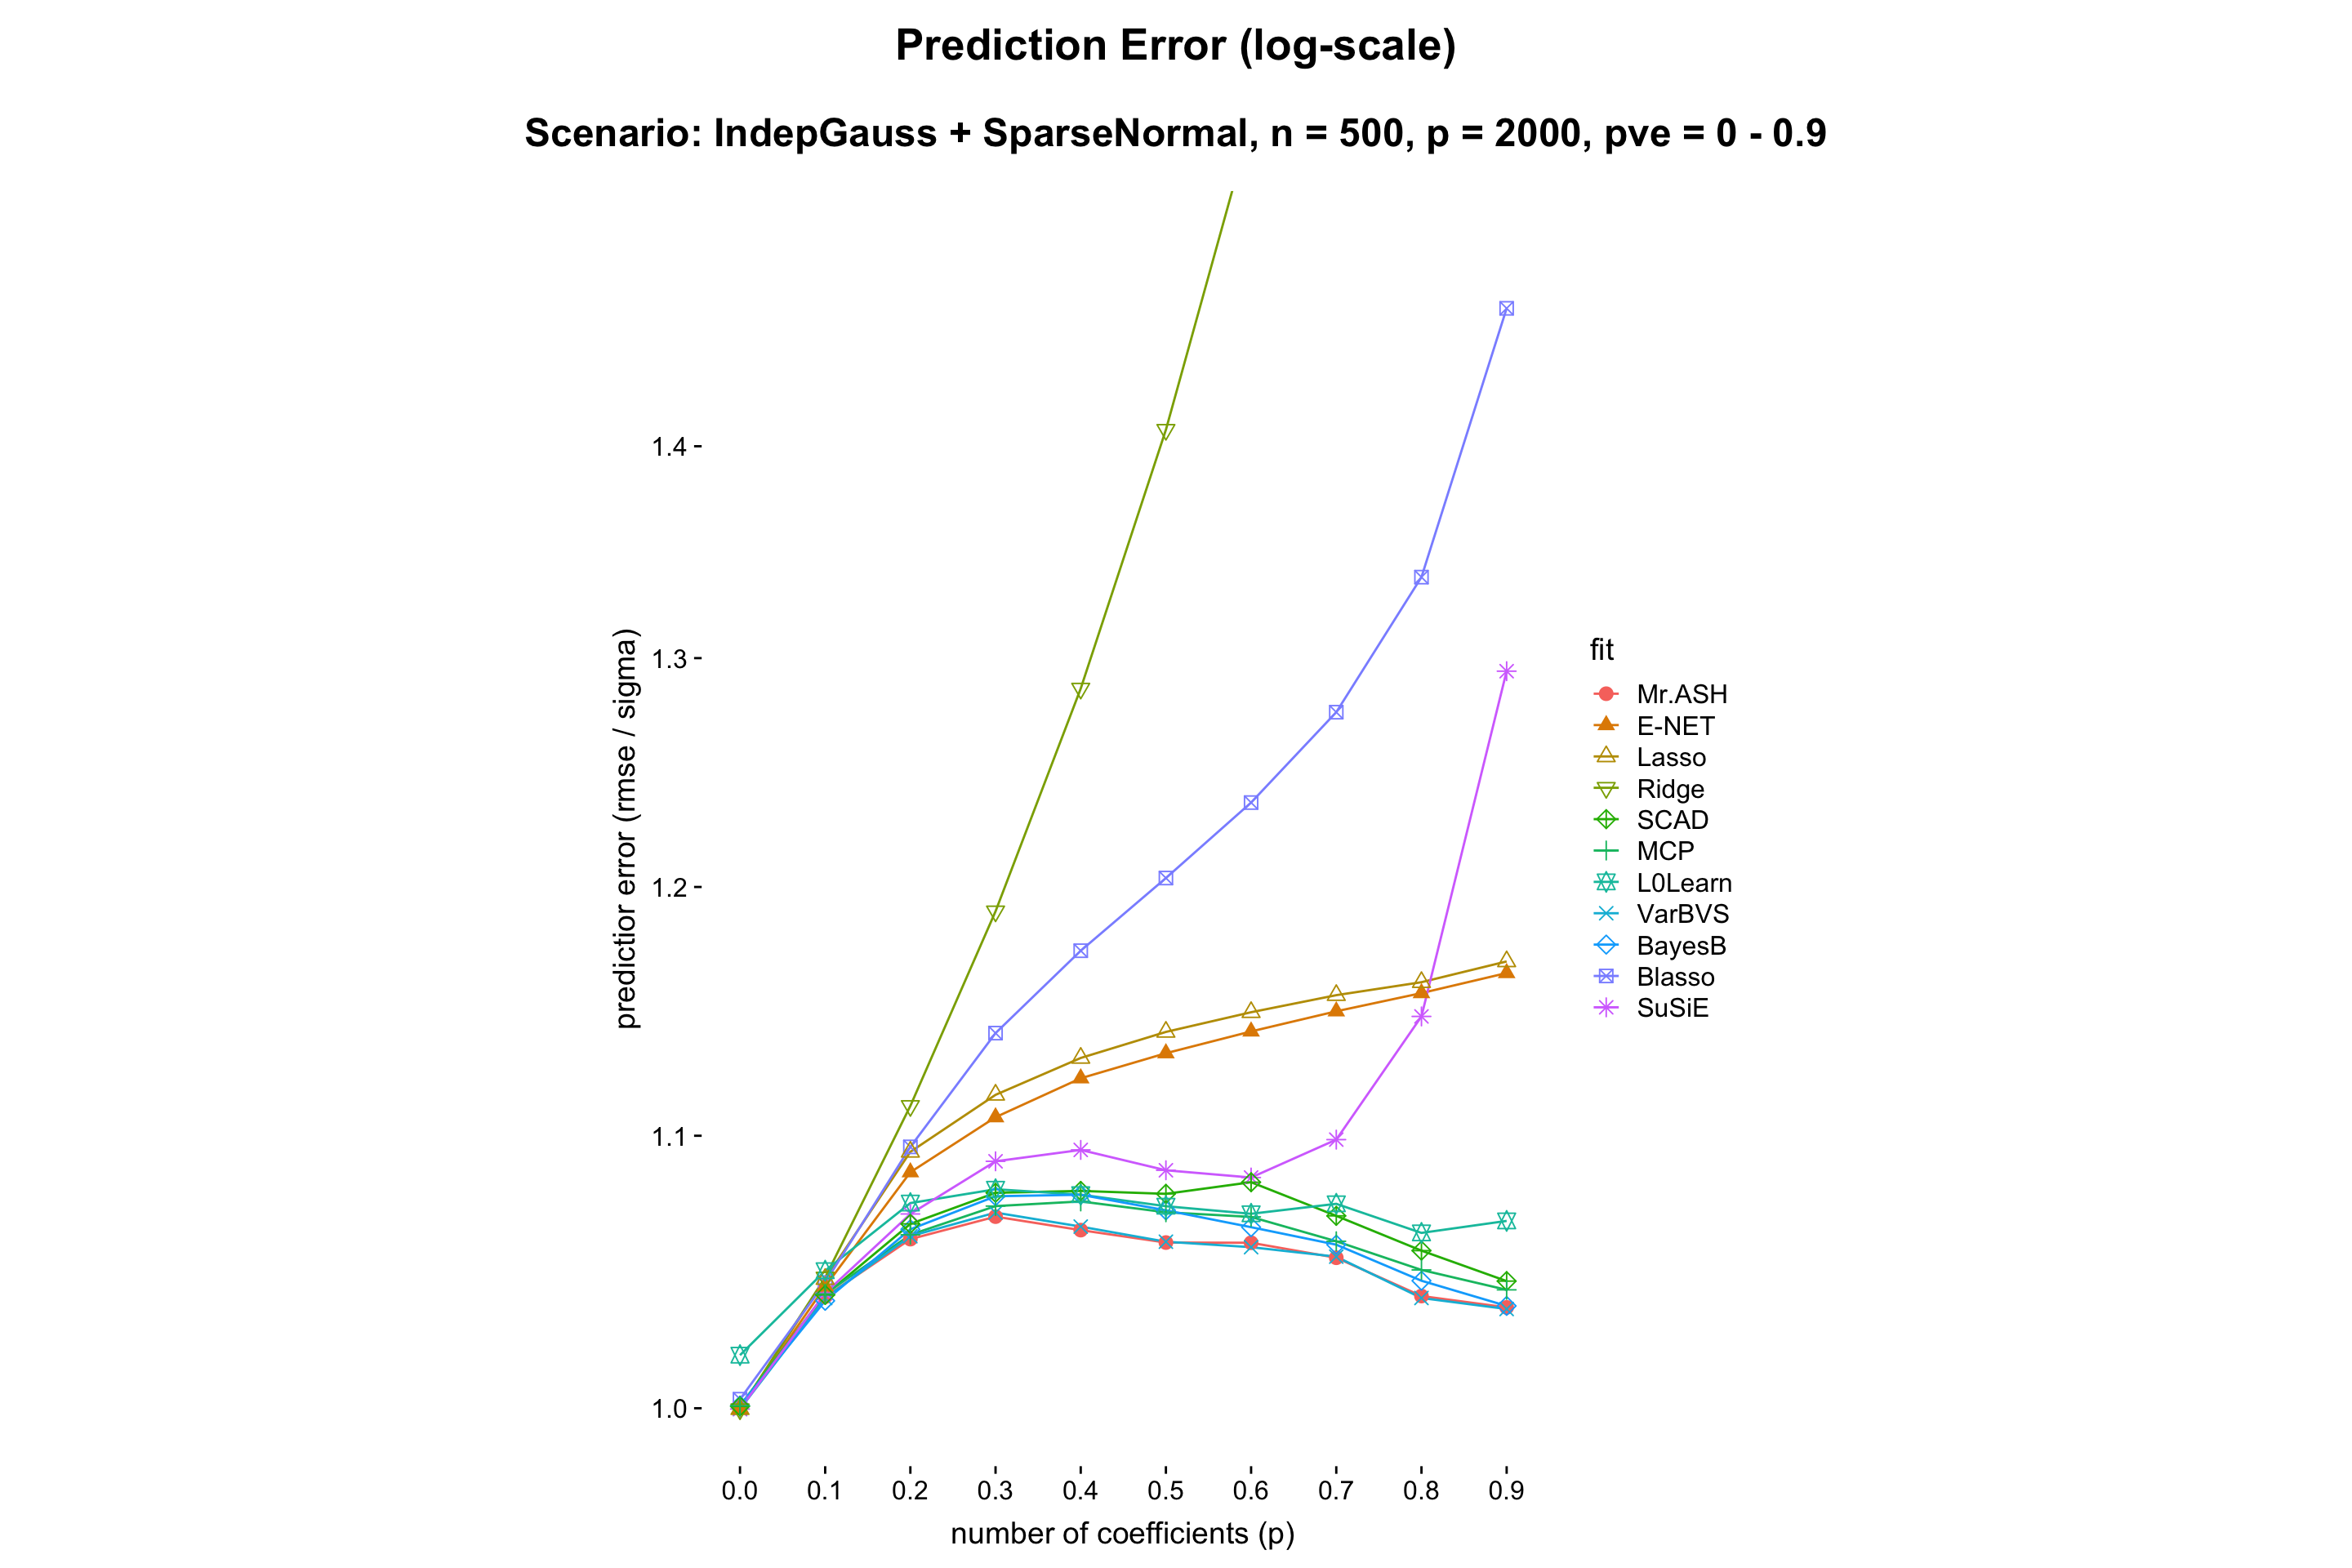 Prediction Error (log-scale)
Scenario: IndepGauss + SparseNormal, n = 500, p = 2000, pve = 0 - 0.9
1.4
1.3
1.2
1.1
1.0
predictior error (rmse / sigma)
0.0 0.1 0.2 0.3 0.4 0.5 0.6 0.7 0.8 0.9
number of coefficients (p)
fit
Mr.ASH
E-NET
Lasso
Ridge
SCAD
MCP
L0Learn
VarBVS
BayesB
Blasso
SuSiE